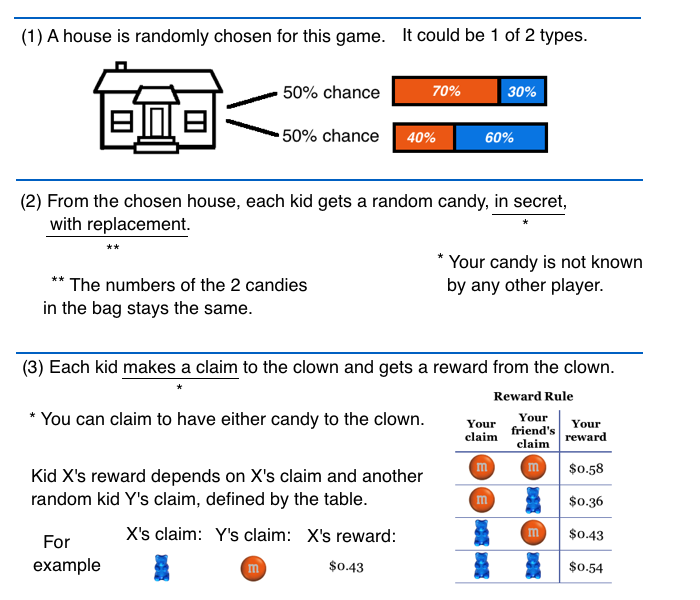 (1) A house is randomly chosen for this game. It could be 1 of 2 types.
50% chance 70% 30%
50% chance 40% 60%
(2) From the chosen house, each kid gets a random candy, in secret,
with replacement.
*
**
* Your candy is not known
by any other player.
** The numbers of the 2 candies
in the bag stays the same.
(3) Each kid makes a claim to the clown and gets a reward from the clown.
*
* You can claim to have either candy to the clown.
Kid X's reward depends on X's claim and another
random kid Y's claim, defined by the table.
For
example
X's claim: Y's claim: X's reward:
m $0.43
Reward Rule
Your
claim
Your
friend's
claim
Your
reward
m m $0.58
m $0.36
m $0.43
$0.54